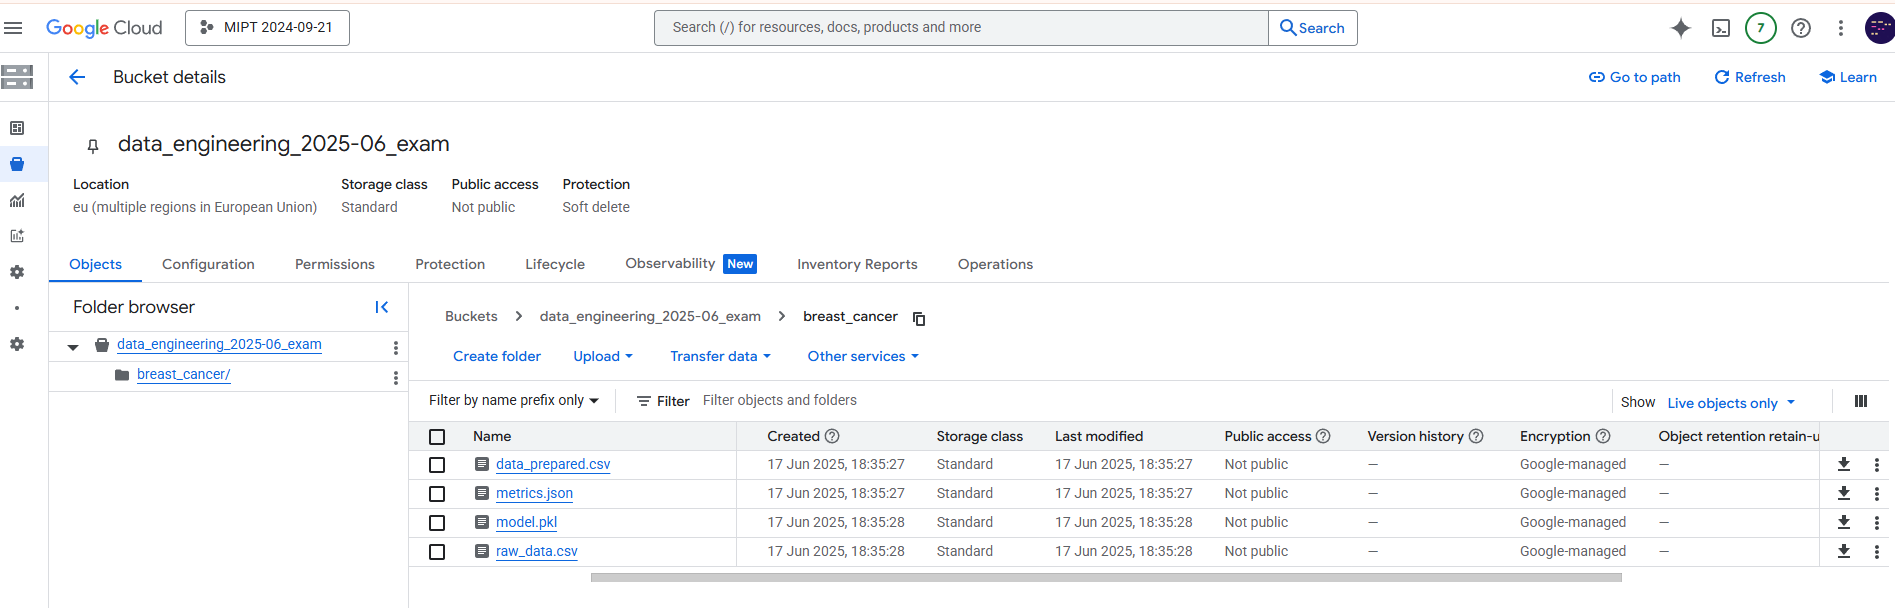 Google Cloud MIPT 2024-09-21 Search (/) for resources, docs, products and more Search 7
Bucket details Go to path Refresh Learn
data_engineering_2025-06_exam
Location Storage class Public access Protection
eu (multiple regions in European Union) Standard Not public Soft delete
Objects Configuration Permissions Protection Lifecycle Observability New Inventory Reports Operations
Folder browser
data_engineering_2025-06_exam
breast_cancer/
Buckets data_engineering_2025-06_exam breast_cancer
Create folder Upload Transfer data Other services
Filter by name prefix only Filter Filter objects and folders Show Live objects only
Name Created Storage class Last modified Public access Version history Encryption Object retention retain-u
data_prepared.csv 17 Jun 2025, 18:35:27 Standard 17 Jun 2025, 18:35:27 Not public — Google-managed —
metrics.json 17 Jun 2025, 18:35:27 Standard 17 Jun 2025, 18:35:27 Not public — Google-managed —
model.pkl 17 Jun 2025, 18:35:28 Standard 17 Jun 2025, 18:35:28 Not public — Google-managed —
raw_data.csv 17 Jun 2025, 18:35:28 Standard 17 Jun 2025, 18:35:28 Not public — Google-managed —